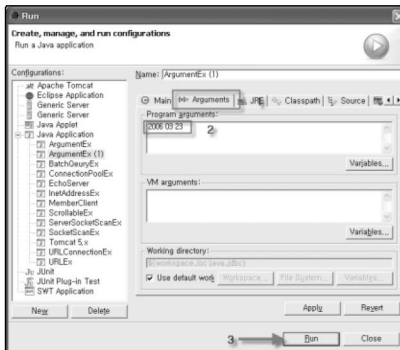 Run
Create, manage, and run configurations
Run a Java application
Configurations:
Apache Tomcat
Eclipse Application
Generic Server
Generic Server
Java Applet
Java Application
ArgumentEx
ArgumentEx (1)
BatchQeuryEx
ConnectionPoolEx
EchoServer
InetAddressEx
MemberClient
ScrollableEx
ServerSocketScanEx
SocketScanEx
Tomcat 5.x
URLConnectionEx
URLEx
JUnit
JUnit Plug-in Test
SWT Application
New
Delete
Name: ArgumentEx (1)
Main
Arguments
JRE
Classpath
Source
Program arguments:
2006 03 23
2
Variables...
VM arguments:
Variables...
Working directory:
Use default work
Workspace...
File System...
Variables...
Apply
Revert
3
Run
Close